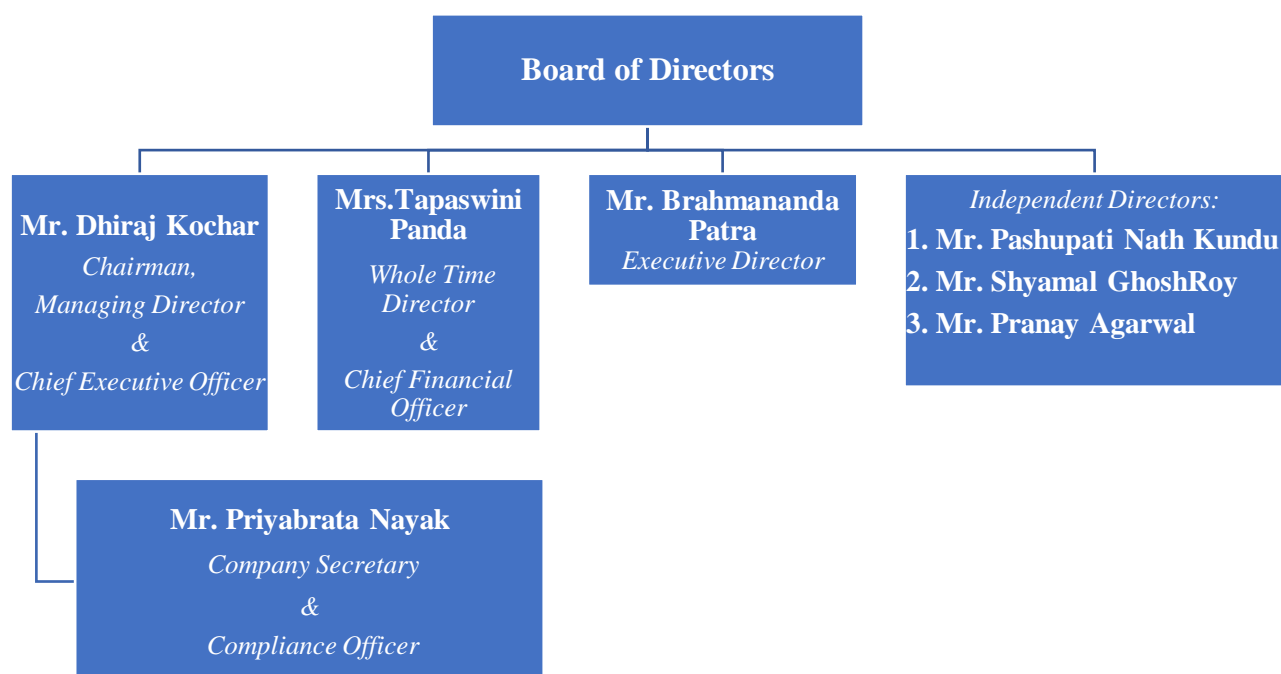 Board of Directors
Mr. Dhiraj Kochar
Chairman,
Managing Director
&
Chief Executive Officer
Mrs.Tapaswini
Panda
Whole Time
Director
&
Chief Financial
Officer
Mr. Brahmananda
Patra
Executive Director
Independent Directors:
1. Mr. Pashupati Nath Kundu
2. Mr. Shyamal GhoshRoy
3. Mr. Pranay Agarwal
Mr. Priyabrata Nayak
Company Secretary
&
Compliance Officer